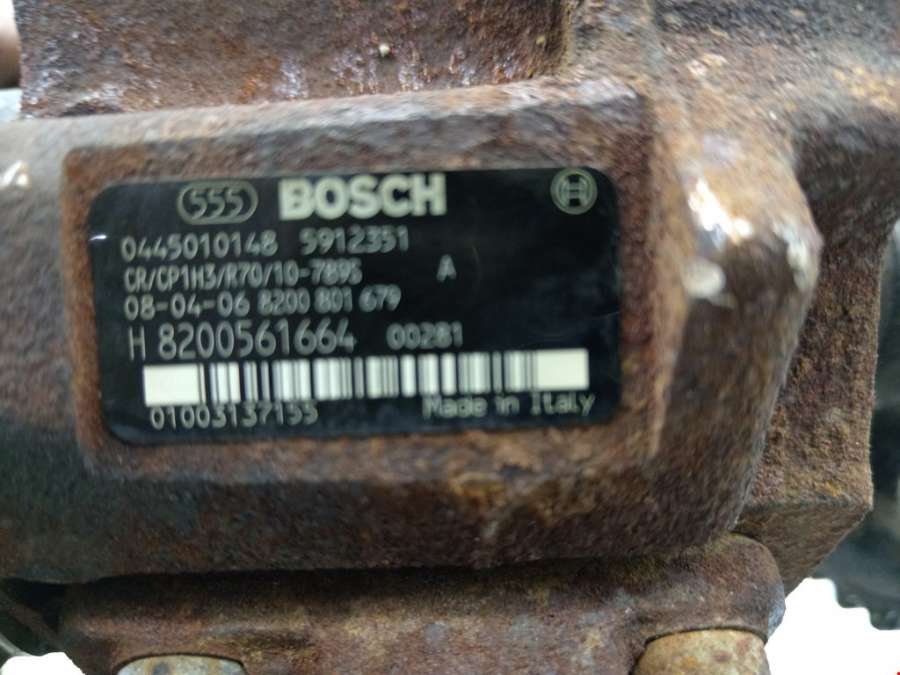 555 BOSCH
0445010148 5912351
CR/CP1H3/R70/10-789S A
08-04-06 8200 801 679
H 8200561664 00281
01003137155
Made in Italy